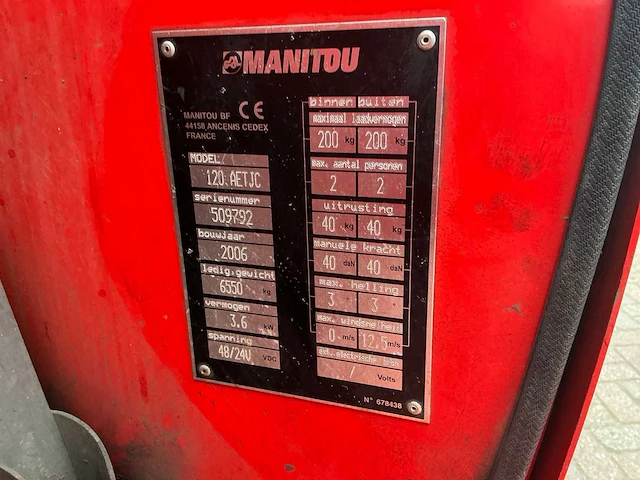 MANITOU
MANITOU BF CE
44158 ANCENIS CEDEX
FRANCE
MODEL/
120 AETJC
serienummer
509792
bouwjaar
2006
ledig gewicht
6550 kg
vermogen
3.6 kW
spanning
48/24V VDC
binnen buiten
maximaal laadvermogen
200 kg 200 kg
max. aantal personen
2 2
uitrusting
40 kg 40 kg
manuele kracht
40 daN 40 daN
max. helling
3 3
max. windsnelheid
0 m/s 12,5 m/s
ext. electrische
/ Volts
N° 678438